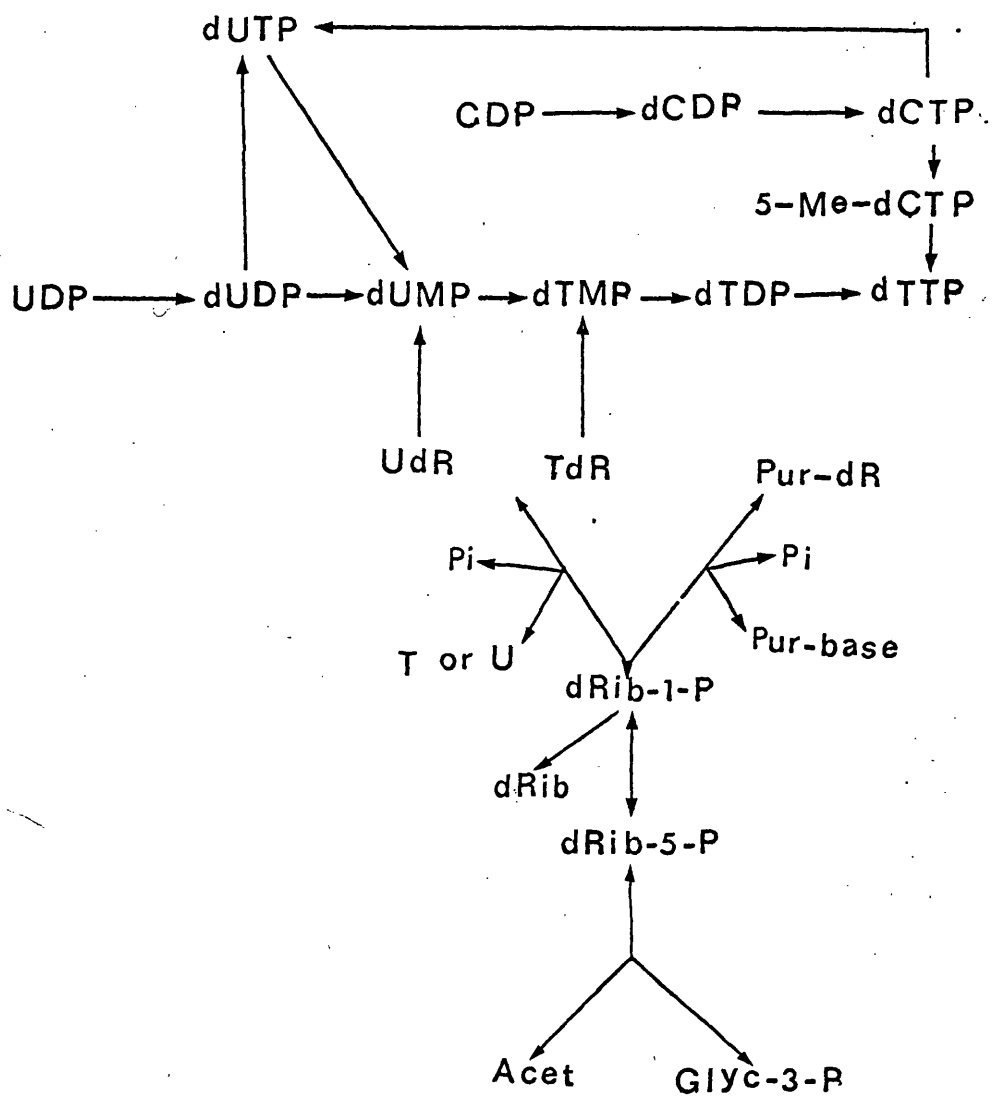 dUTP
CDP dCDP dCTP
5-Me-dCTP
UDP dUDP dUMP dTMP dTDP dTTP
UdR TdR Pur-dR
Pi Pi
T or U Pur-base
dRib-1-P
dRib
dRib-5-P
Acet Glyc-3-P